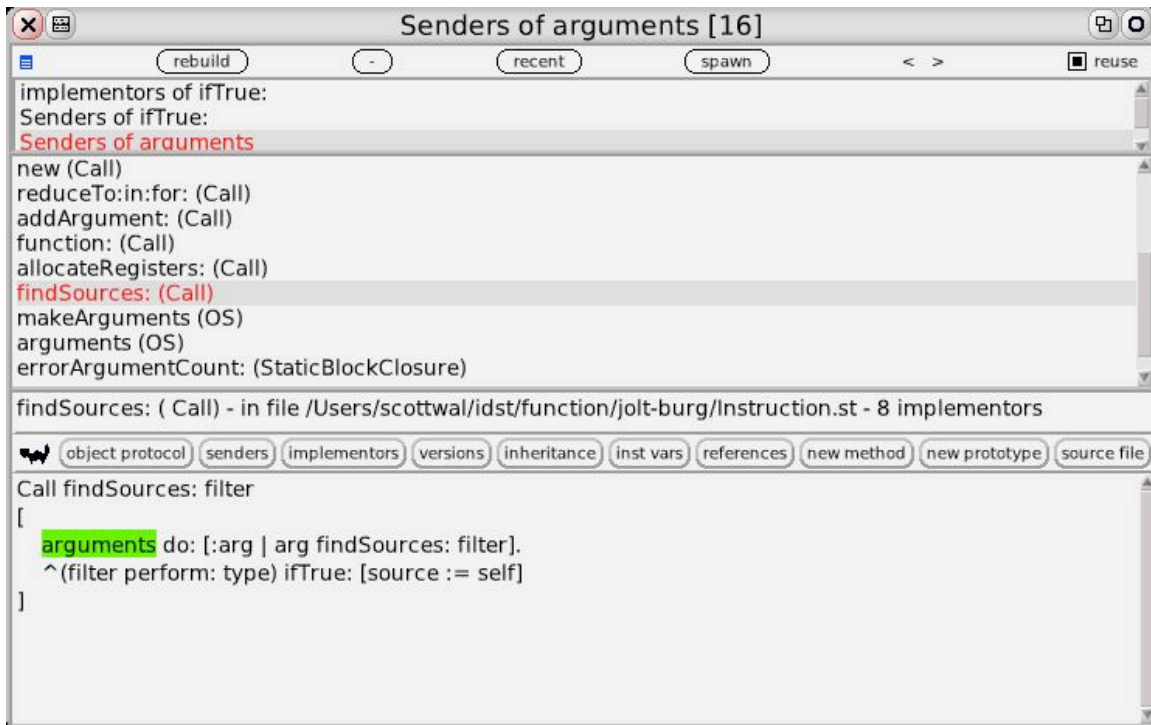 Senders of arguments [16]
rebuild - recent spawn < > reuse
implementors of ifTrue:
Senders of ifTrue:
Senders of arguments
new (Call)
reduceTo:in:for: (Call)
addArgument: (Call)
function: (Call)
allocateRegisters: (Call)
findSources: (Call)
makeArguments (OS)
arguments (OS)
errorArgumentCount: (StaticBlockClosure)
findSources: ( Call) - in file /Users/scottwal/idst/function/jolt-burg/Instruction.st - 8 implementors
object protocol senders implementors versions inheritance inst vars references new method new prototype source file
Call findSources: filter
[
arguments do: [:arg | arg findSources: filter].
^(filter perform: type) ifTrue: [source := self]
]